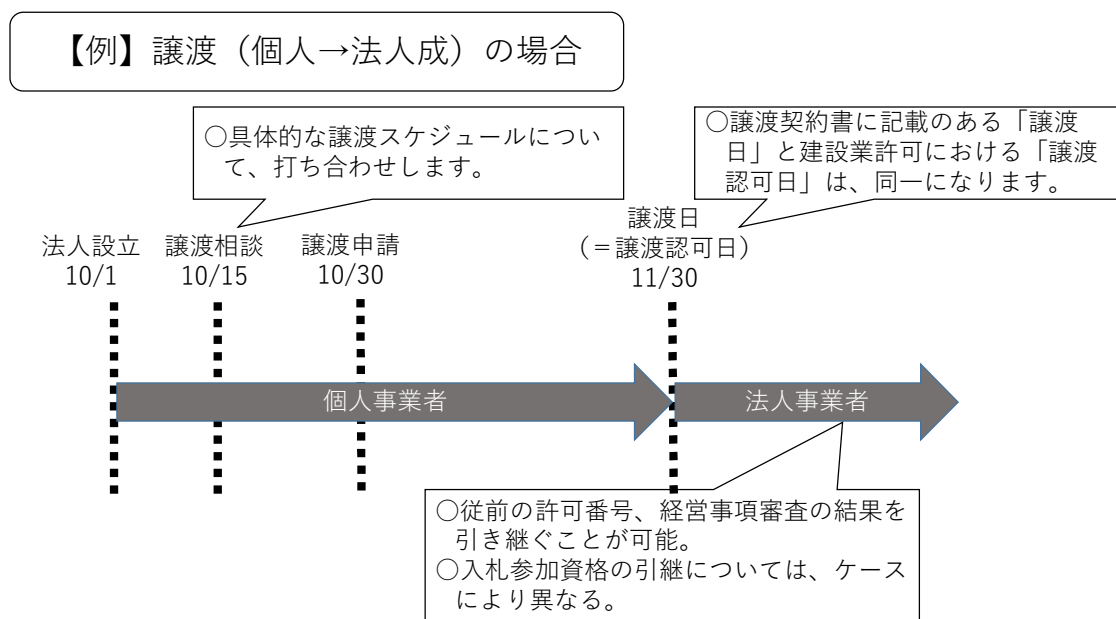 【例】譲渡（個人→法人成）の場合
○具体的な譲渡スケジュールについ
て、打ち合わせします。
○譲渡契約書に記載のある「譲渡
日」と建設業許可における「譲渡
認可日」は、同一になります。
法人設立
10/1
譲渡相談
10/15
譲渡申請
10/30
譲渡日
（＝譲渡認可日）
11/30
個人事業者
法人事業者
○従前の許可番号、経営事項審査の結果を
引き継ぐことが可能。
○入札参加資格の引継については、ケース
により異なる。